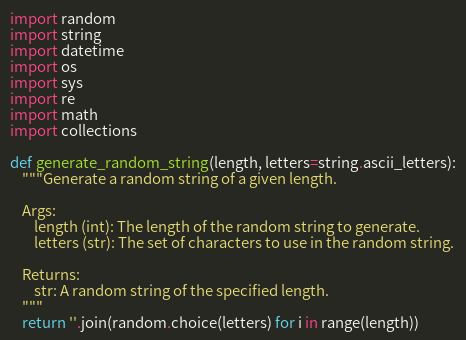 import random
import string
import datetime
import os
import sys
import re
import math
import collections

def generate_random_string(length, letters=string.ascii_letters):
    """Generate a random string of a given length.

    Args:
        length (int): The length of the random string to generate.
        letters (str): The set of characters to use in the random string.

    Returns:
        str: A random string of the specified length.
    """
    return ''.join(random.choice(letters) for i in range(length))